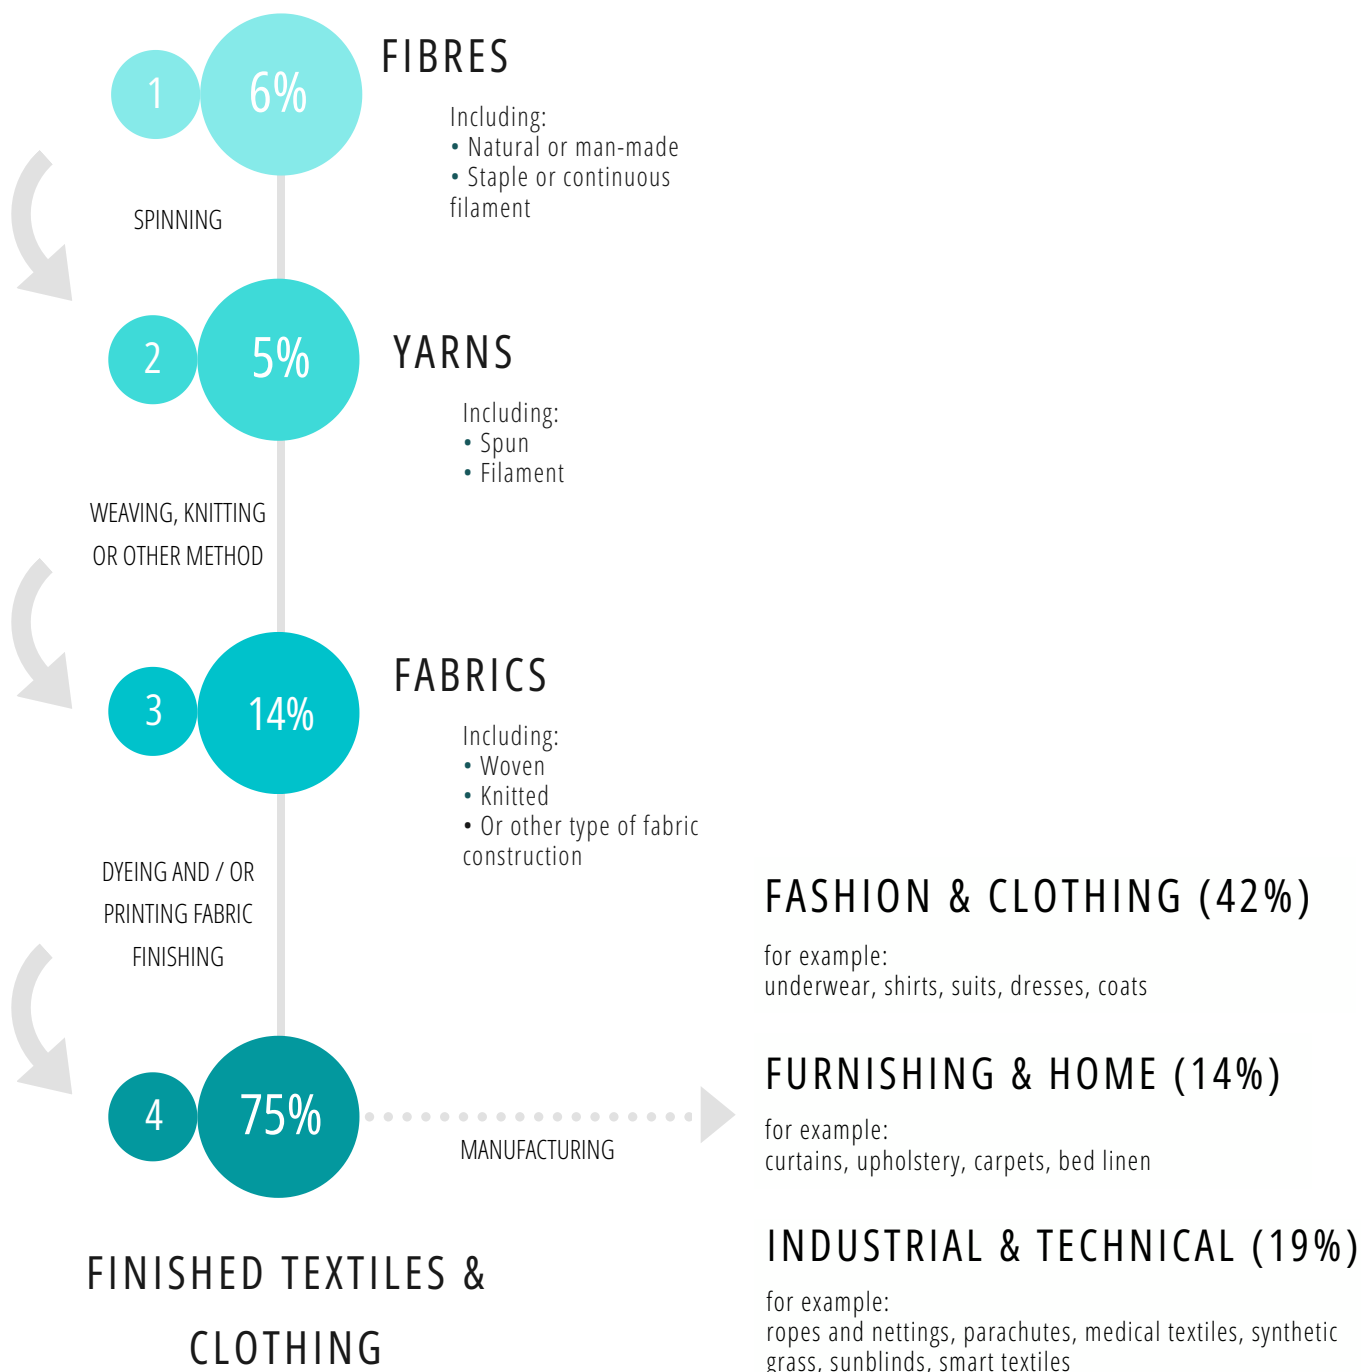 1
6%
FIBRES
Including:
• Natural or man-made
• Staple or continuous
filament
SPINNING
2
5%
YARNS
Including:
• Spun
• Filament
WEAVING, KNITTING
OR OTHER METHOD
3
14%
FABRICS
Including:
• Woven
• Knitted
• Or other type of fabric
construction
DYEING AND / OR
PRINTING FABRIC
FINISHING
4
75%
MANUFACTURING
FINISHED TEXTILES &
CLOTHING
FASHION & CLOTHING (42%)
for example:
underwear, shirts, suits, dresses, coats
FURNISHING & HOME (14%)
for example:
curtains, upholstery, carpets, bed linen
INDUSTRIAL & TECHNICAL (19%)
for example:
ropes and nettings, parachutes, medical textiles, synthetic
grass, sunblinds, smart textiles